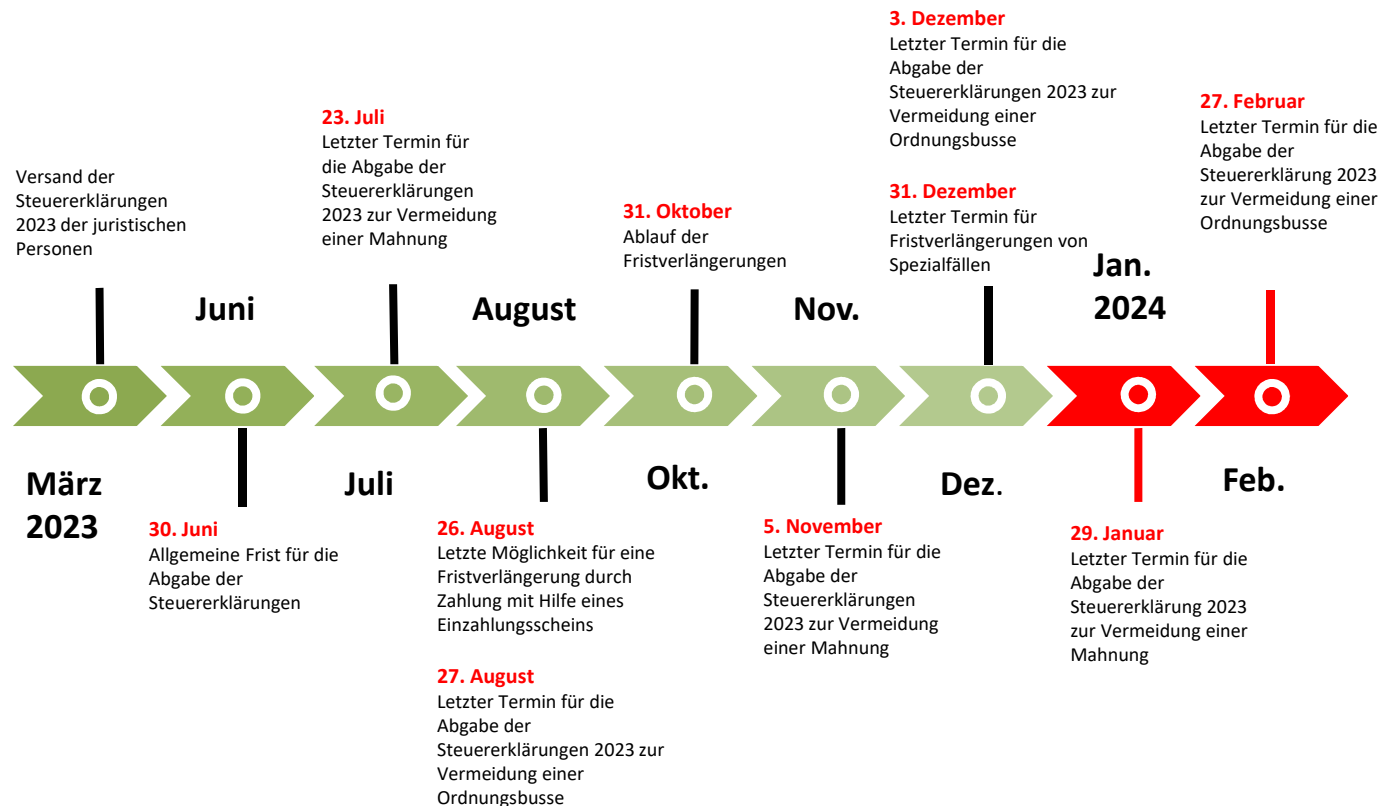 Versand der
Steuererklärungen
2023 der juristischen
Personen
März
2023
Juni
30. Juni
Allgemeine Frist für die
Abgabe der
Steuererklärungen
23. Juli
Letzter Termin für
die Abgabe der
Steuererklärungen
2023 zur Vermeidung
einer Mahnung
Juli
August
26. August
Letzte Möglichkeit für eine
Fristverlängerung durch
Zahlung mit Hilfe eines
Einzahlungsscheins
27. August
Letzter Termin für die
Abgabe der
Steuererklärungen 2023 zur
Vermeidung einer
Ordnungsbusse
31. Oktober
Ablauf der
Fristverlängerungen
Okt.
Nov.
5. November
Letzter Termin für die
Abgabe der
Steuererklärungen
2023 zur Vermeidung
einer Mahnung
3. Dezember
Letzter Termin für die
Abgabe der
Steuererklärungen 2023 zur
Vermeidung einer
Ordnungsbusse
31. Dezember
Letzter Termin für
Fristverlängerungen von
Spezialfällen
Dez.
Jan.
2024
29. Januar
Letzter Termin für die
Abgabe der
Steuererklärung 2023
zur Vermeidung einer
Mahnung
27. Februar
Letzter Termin für die
Abgabe der
Steuererklärung 2023
zur Vermeidung einer
Ordnungsbusse
Feb.